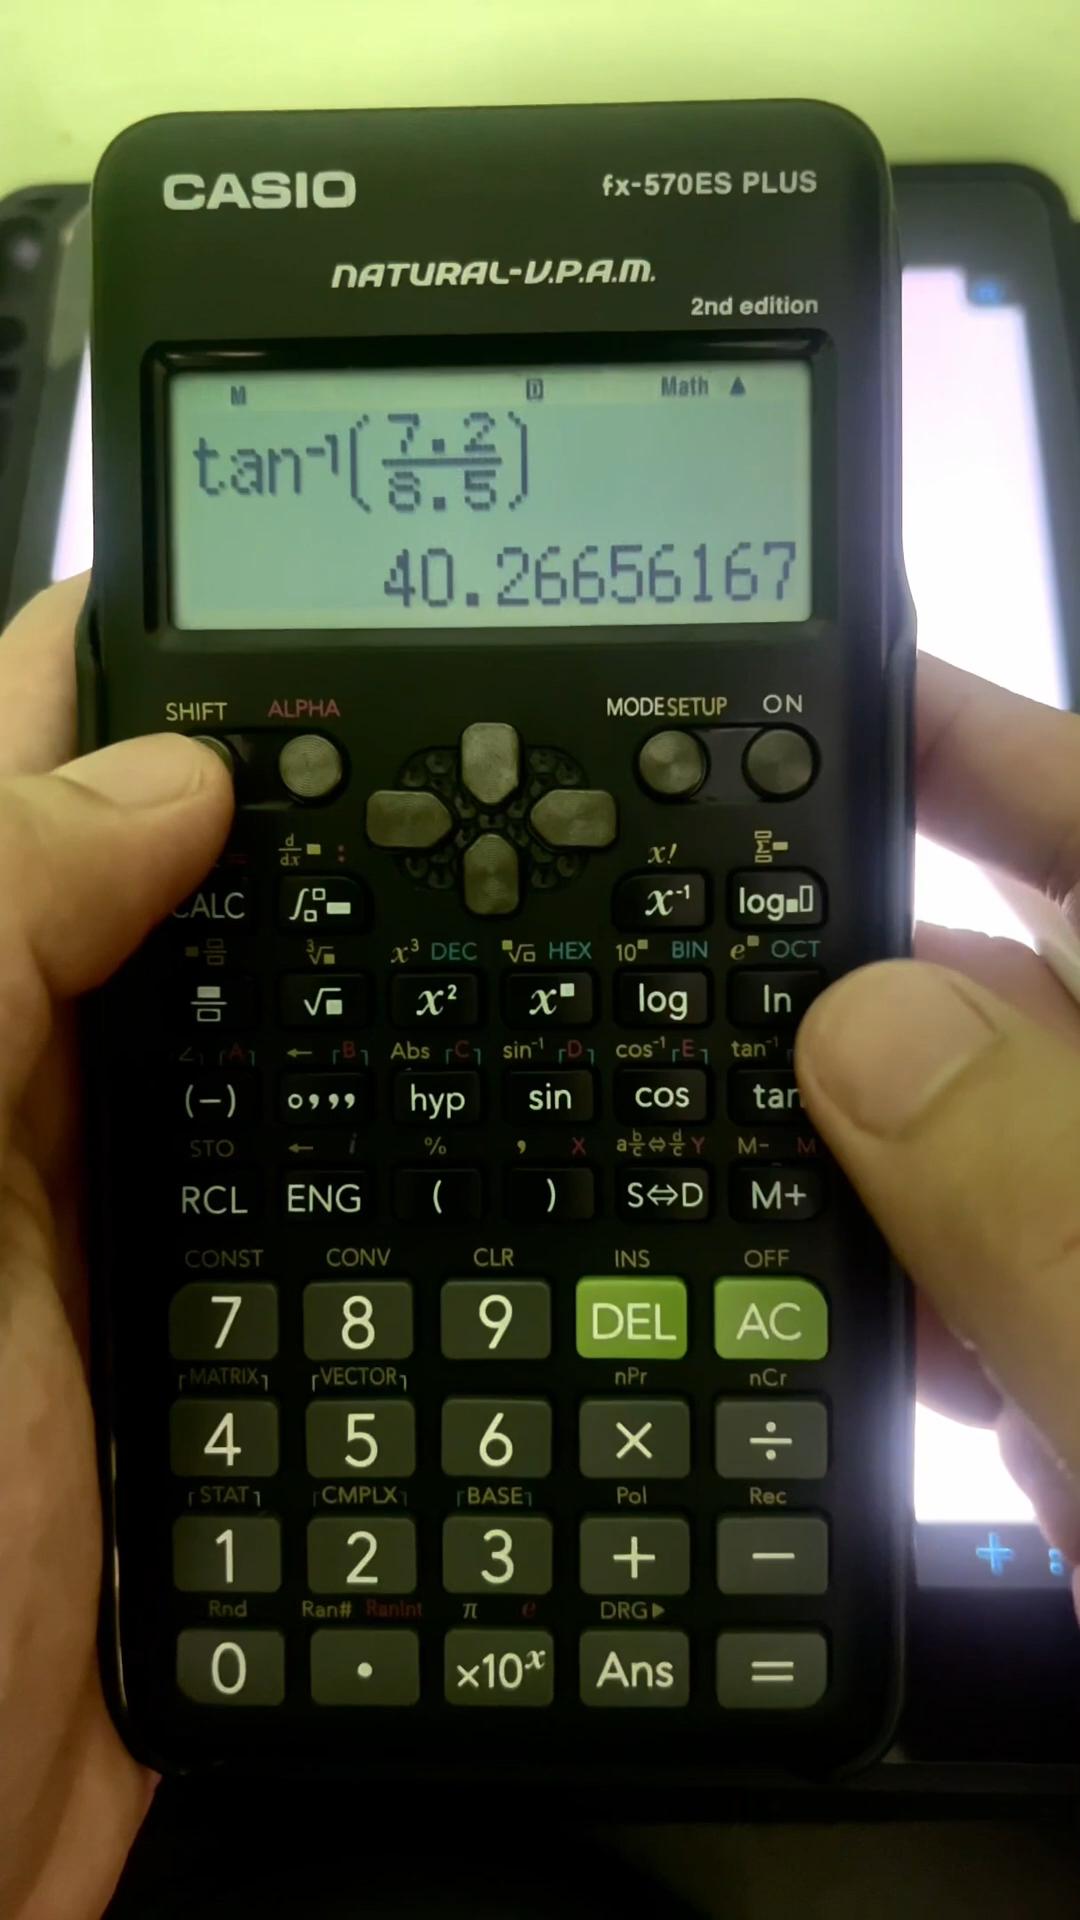 CASIO fx-570ES PLUS
NATURAL-V.P.A.M.
2nd edition
M D Math ▲
tan⁻¹(7.2/8.5)
40.26656167
SHIFT ALPHA MODE SETUP ON
d/dx x! Σ
CALC ∫ x⁻¹ log
³√ x³ DEC √ HEX 10 BIN e OCT
√ x² x log ln
∠ A ← B Abs C sin⁻¹ D cos⁻¹ E tan⁻¹
(−) ° , ,, hyp sin cos tan
STO ← i % , X a b/c⇔d/c Y M− M
RCL ENG ( ) S⇔D M+
CONST CONV CLR INS OFF
7 8 9 DEL AC
MATRIX VECTOR nPr nCr
4 5 6 × ÷
STAT CMPLX BASE Pol Rec
1 2 3 + −
Rnd Ran# RanInt π e DRG▶
0 • ×10ˣ Ans =